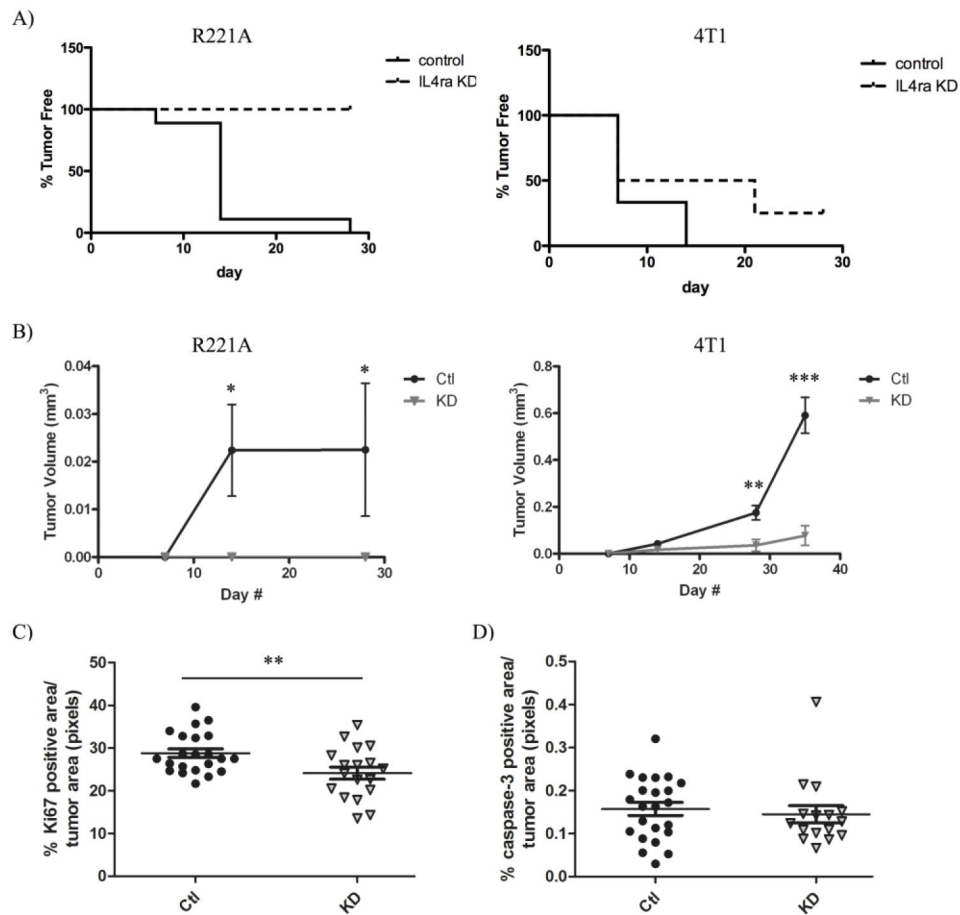 A)
R221A
150
100
50
0
% Tumor Free
0 10 20 30
day
control
IL4ra KD
4T1
150
100
50
0
% Tumor Free
0 10 20 30
day
control
IL4ra KD
B)
R221A
0.04
0.03
0.02
0.01
0.00
Tumor Volume (mm³)
0 10 20 30
Day #
* *
Ctl
KD
4T1
0.8
0.6
0.4
0.2
0.0
Tumor Volume (mm³)
0 10 20 30 40
Day #
** ***
Ctl
KD
C)
50
40
30
20
10
0
% Ki67 positive area/
tumor area (pixels)
**
Ctl KD
D)
0.5
0.4
0.3
0.2
0.1
0.0
% caspase-3 positive area/
tumor area (pixels)
Ctl KD